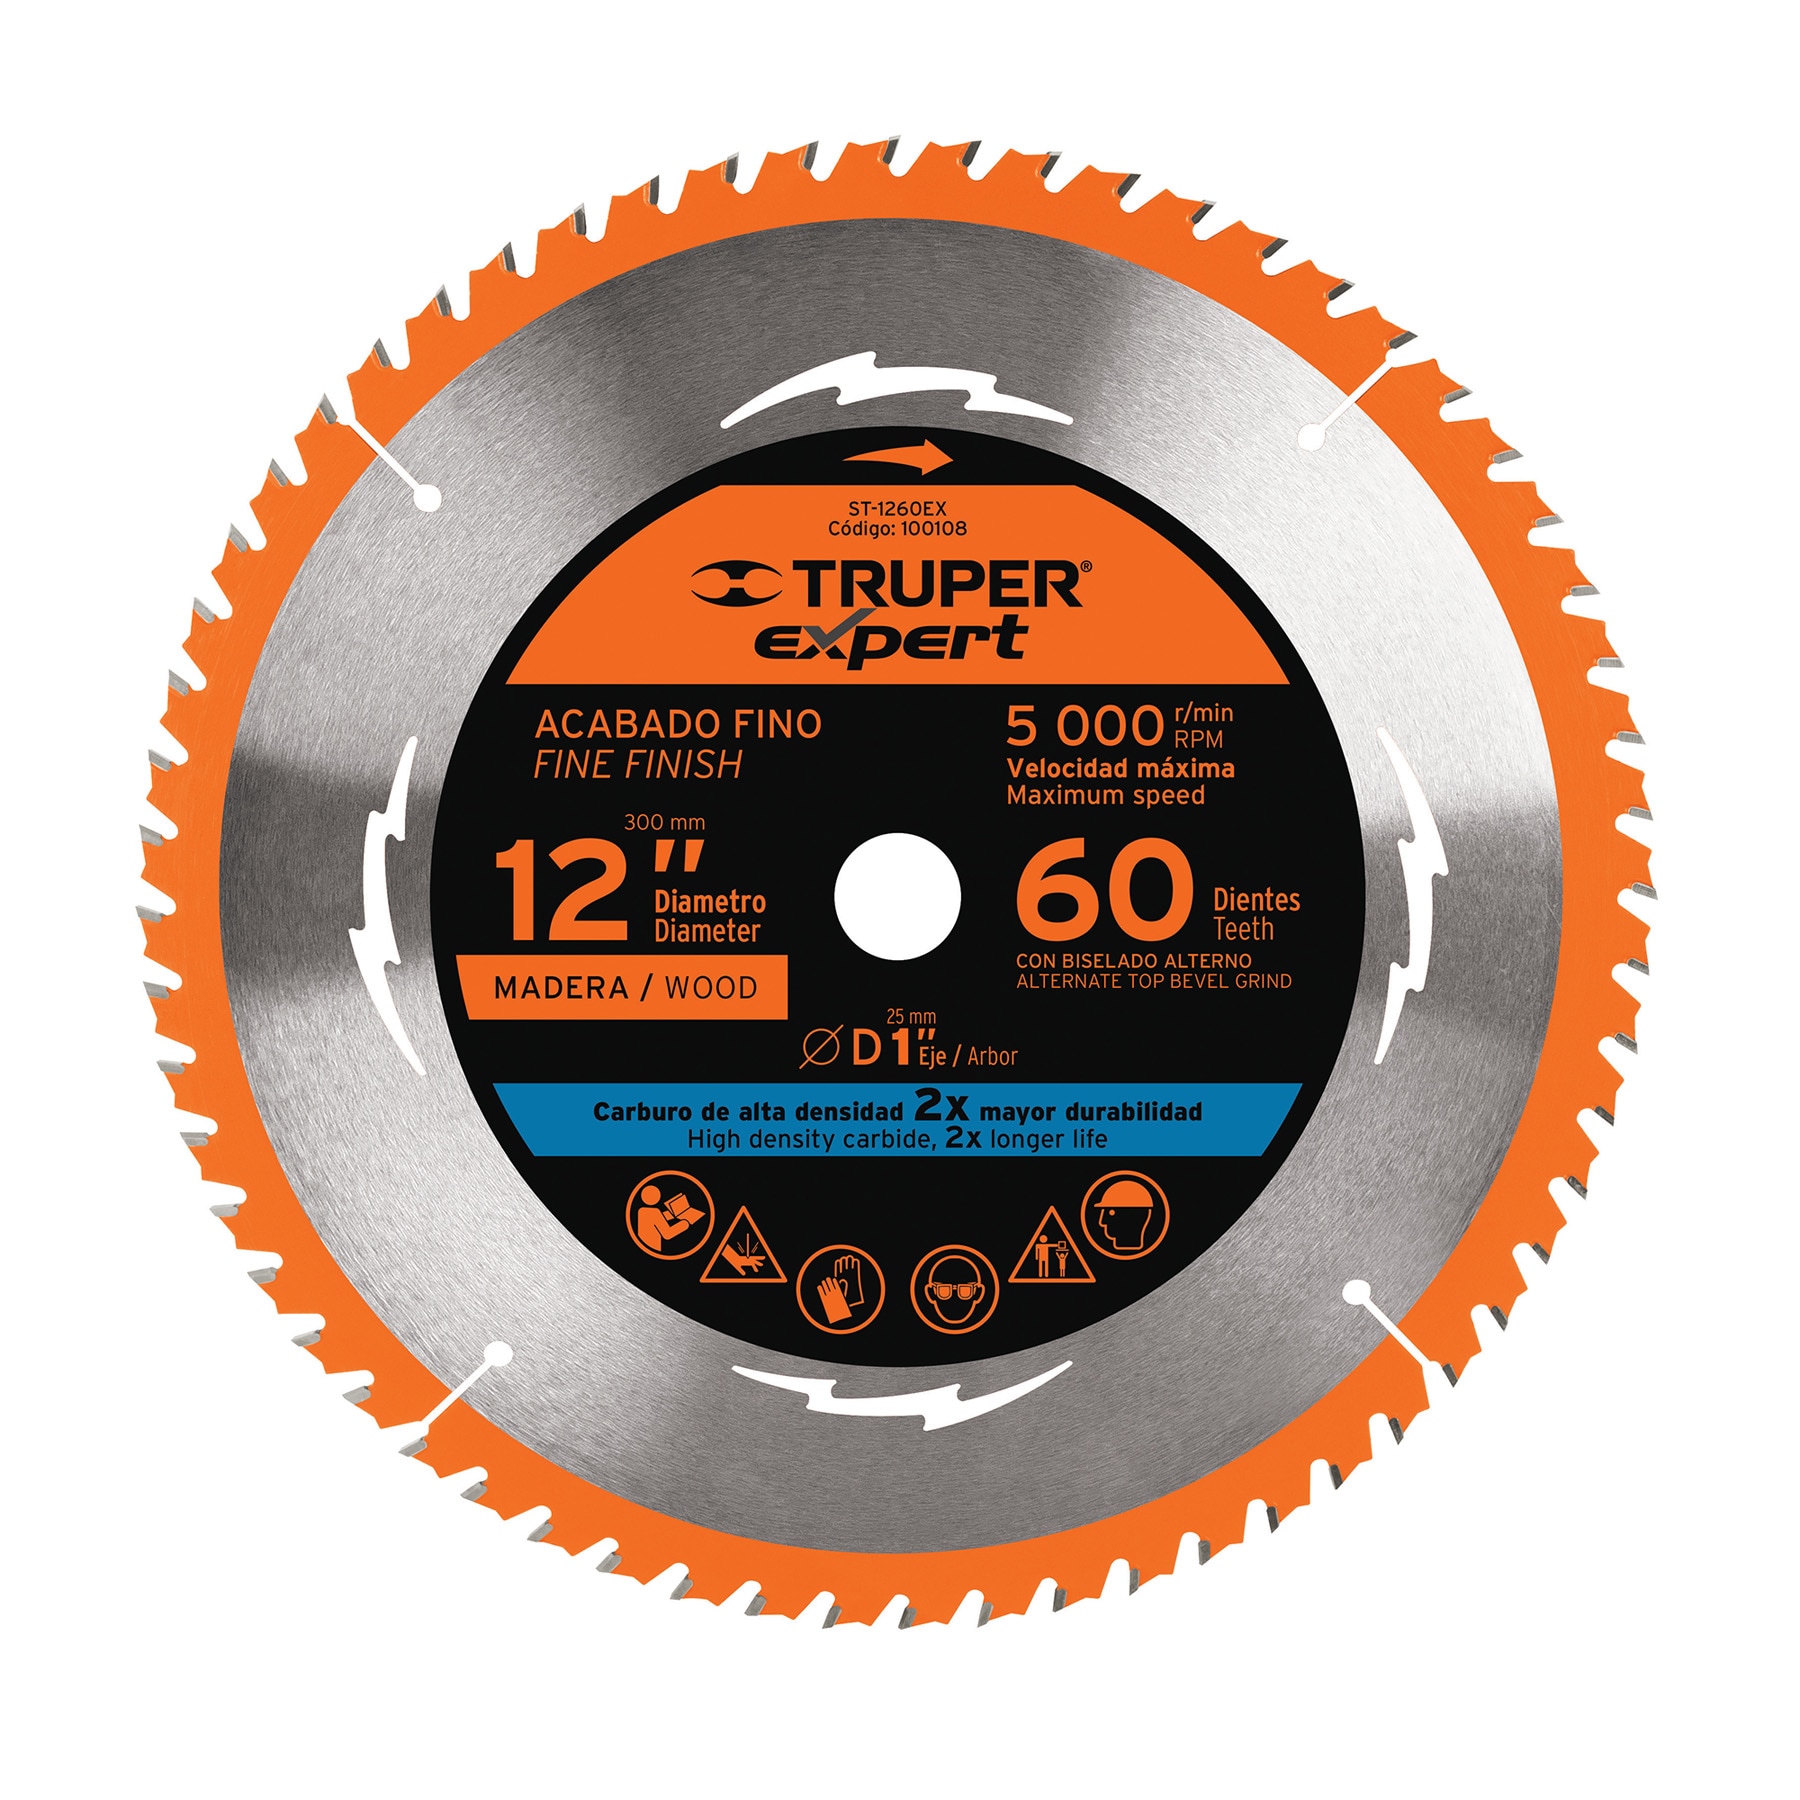 ST-1260EX
Código: 100108
TRUPER®
expert
ACABADO FINO
FINE FINISH
5 000 r/min
RPM
Velocidad máxima
Maximum speed
300 mm
12"
Diametro
Diameter
MADERA / WOOD
60
Dientes
Teeth
CON BISELADO ALTERNO
ALTERNATE TOP BEVEL GRIND
25 mm
D 1" Eje / Arbor
Carburo de alta densidad 2x mayor durabilidad
High density carbide, 2x longer life